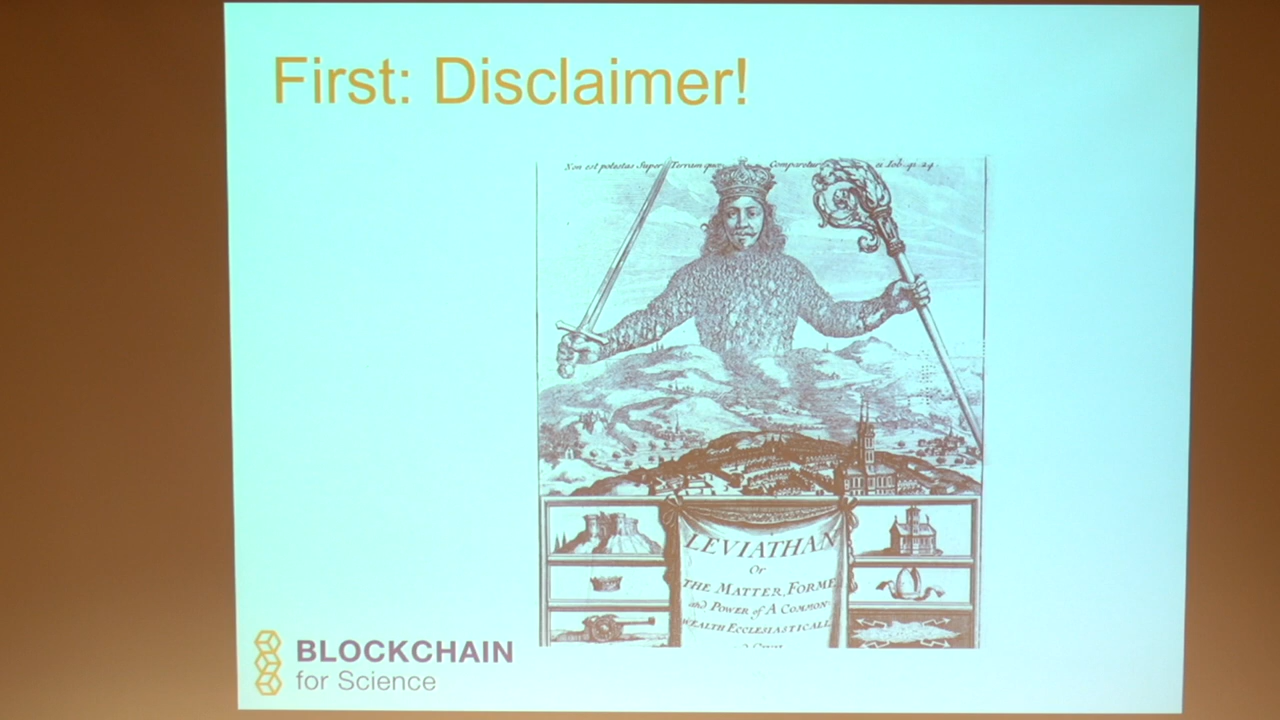 First: Disclaimer!
Non est potestas Super Terram quae Comparetur ei Iob. 41. 24
LEVIATHAN
Or
THE MATTER, FORME
and POWER of A COMMON-
WEALTH ECCLESIASTICALL
BLOCKCHAIN
for Science